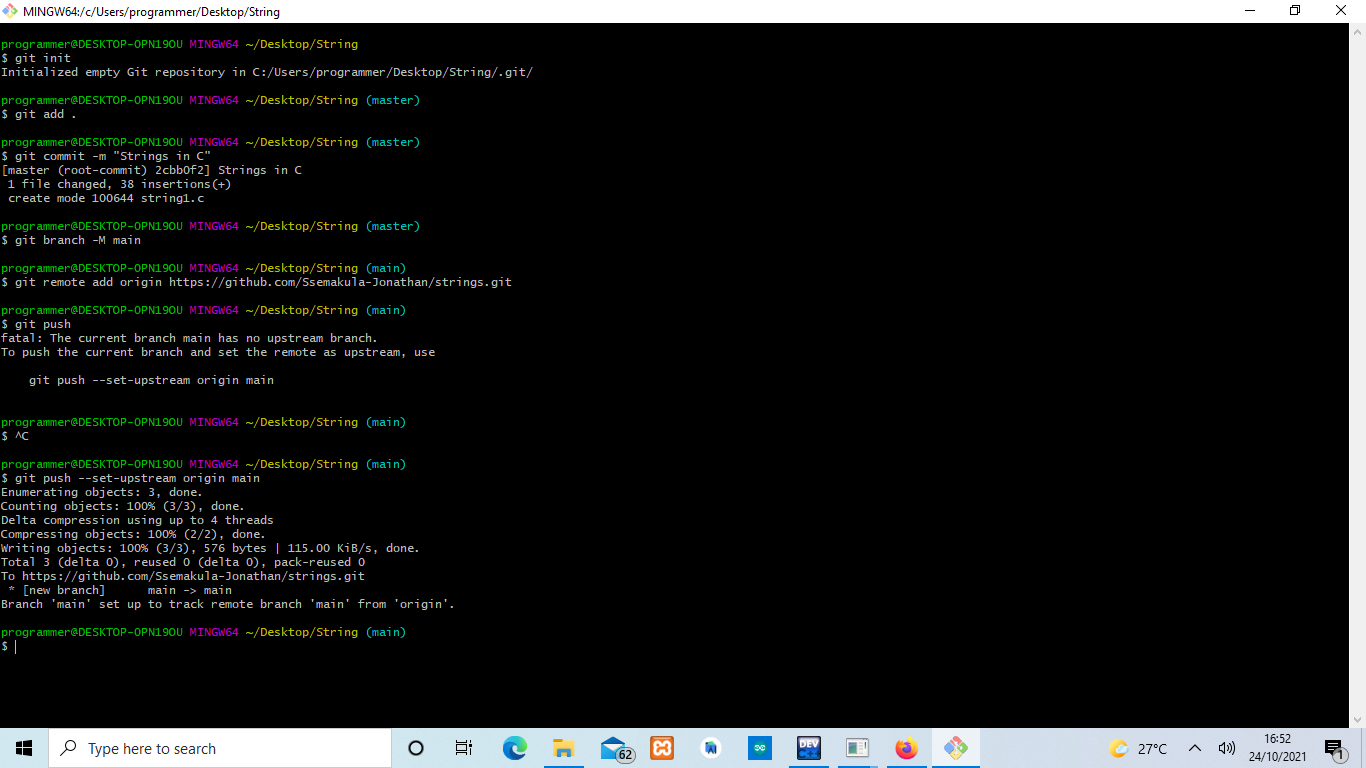 MINGW64:/c/Users/programmer/Desktop/String
programmer@DESKTOP-OPN19OU MINGW64 ~/Desktop/String
$ git init
Initialized empty Git repository in C:/Users/programmer/Desktop/String/.git/
programmer@DESKTOP-OPN19OU MINGW64 ~/Desktop/String (master)
$ git add .
programmer@DESKTOP-OPN19OU MINGW64 ~/Desktop/String (master)
$ git commit -m "Strings in C"
[master (root-commit) 2cbb0f2] Strings in C
 1 file changed, 38 insertions(+)
 create mode 100644 string1.c
programmer@DESKTOP-OPN19OU MINGW64 ~/Desktop/String (master)
$ git branch -M main
programmer@DESKTOP-OPN19OU MINGW64 ~/Desktop/String (main)
$ git remote add origin https://github.com/Ssemakula-Jonathan/strings.git
programmer@DESKTOP-OPN19OU MINGW64 ~/Desktop/String (main)
$ git push
fatal: The current branch main has no upstream branch.
To push the current branch and set the remote as upstream, use
    git push --set-upstream origin main
programmer@DESKTOP-OPN19OU MINGW64 ~/Desktop/String (main)
$ ^C
programmer@DESKTOP-OPN19OU MINGW64 ~/Desktop/String (main)
$ git push --set-upstream origin main
Enumerating objects: 3, done.
Counting objects: 100% (3/3), done.
Delta compression using up to 4 threads
Compressing objects: 100% (2/2), done.
Writing objects: 100% (3/3), 576 bytes | 115.00 KiB/s, done.
Total 3 (delta 0), reused 0 (delta 0), pack-reused 0
To https://github.com/Ssemakula-Jonathan/strings.git
 * [new branch]      main -> main
Branch 'main' set up to track remote branch 'main' from 'origin'.
programmer@DESKTOP-OPN19OU MINGW64 ~/Desktop/String (main)
$
Type here to search
62
DEV
27°C
16:52
24/10/2021
1